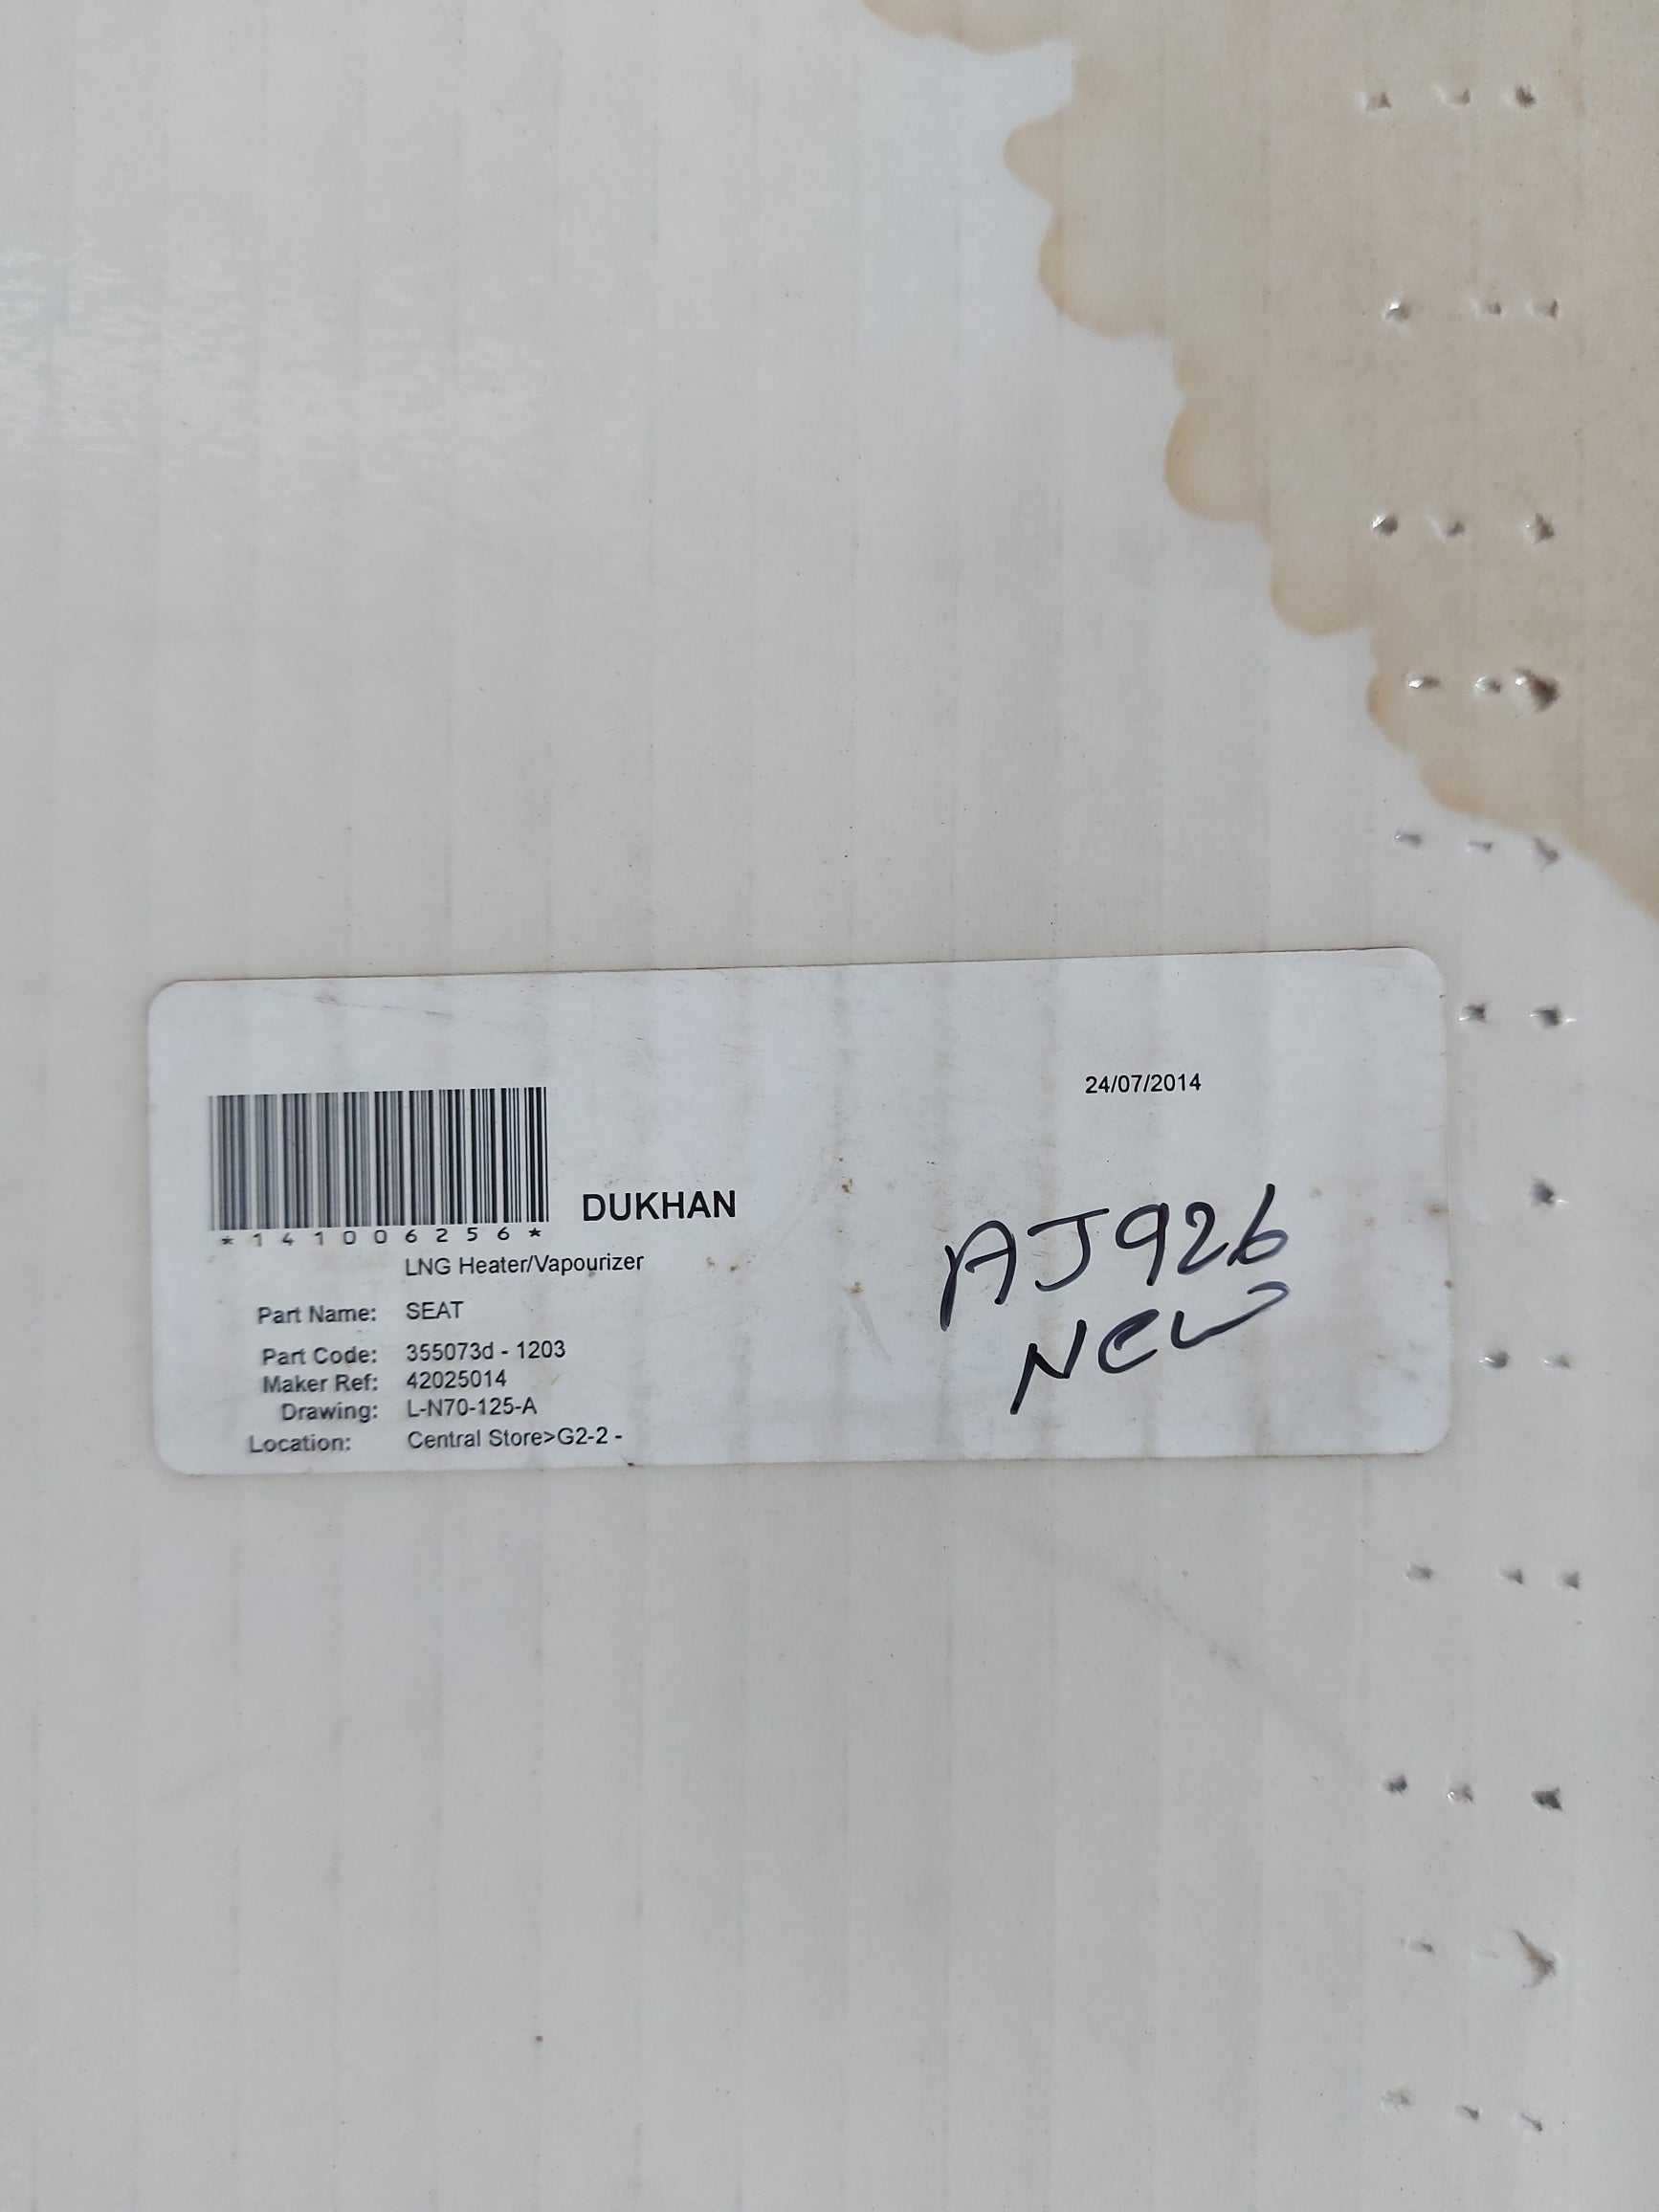 24/07/2014
DUKHAN
*141006256*
LNG Heater/Vapourizer
Part Name: SEAT
Part Code: 355073d - 1203
Maker Ref: 42025014
Drawing: L-N70-125-A
Location: Central Store>G2-2 -
AJ926
NEW